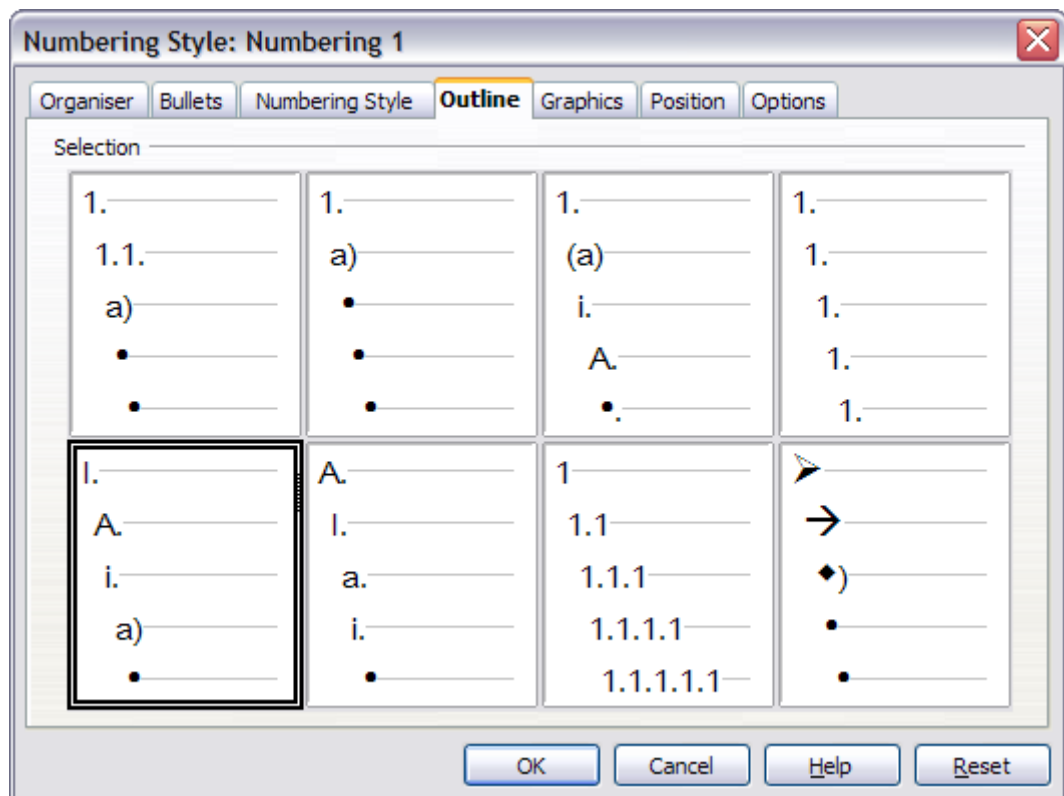 Numbering Style: Numbering 1
Organiser Bullets Numbering Style Outline Graphics Position Options
Selection
1. 1. 1. 1.
1.1. a) (a) 1.
a) • i. 1.
• • A. 1.
• • •. 1.
I. A. 1 ➢
A. I. 1.1 →
i. a. 1.1.1 ◆)
a) i. 1.1.1.1 •
• • 1.1.1.1.1 •
OK Cancel Help Reset